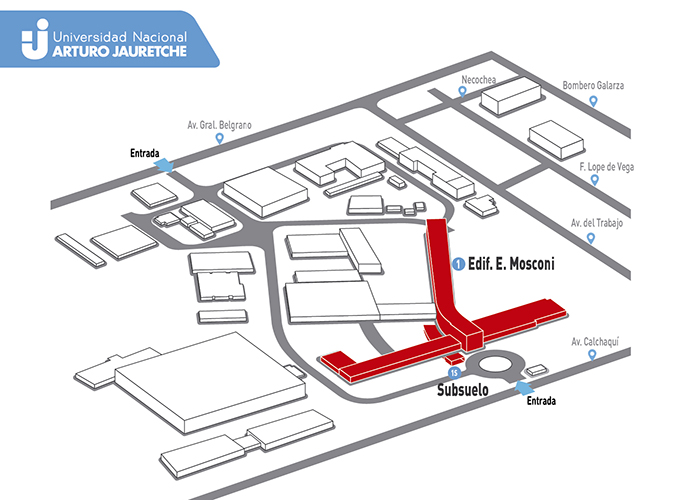 Universidad Nacional
ARTURO JAURETCHE
Necochea
Bombero Galarza
Av. Gral. Belgrano
Entrada
F. Lope de Vega
Av. del Trabajo
1 Edif. E. Mosconi
Av. Calchaquí
15
Subsuelo
Entrada